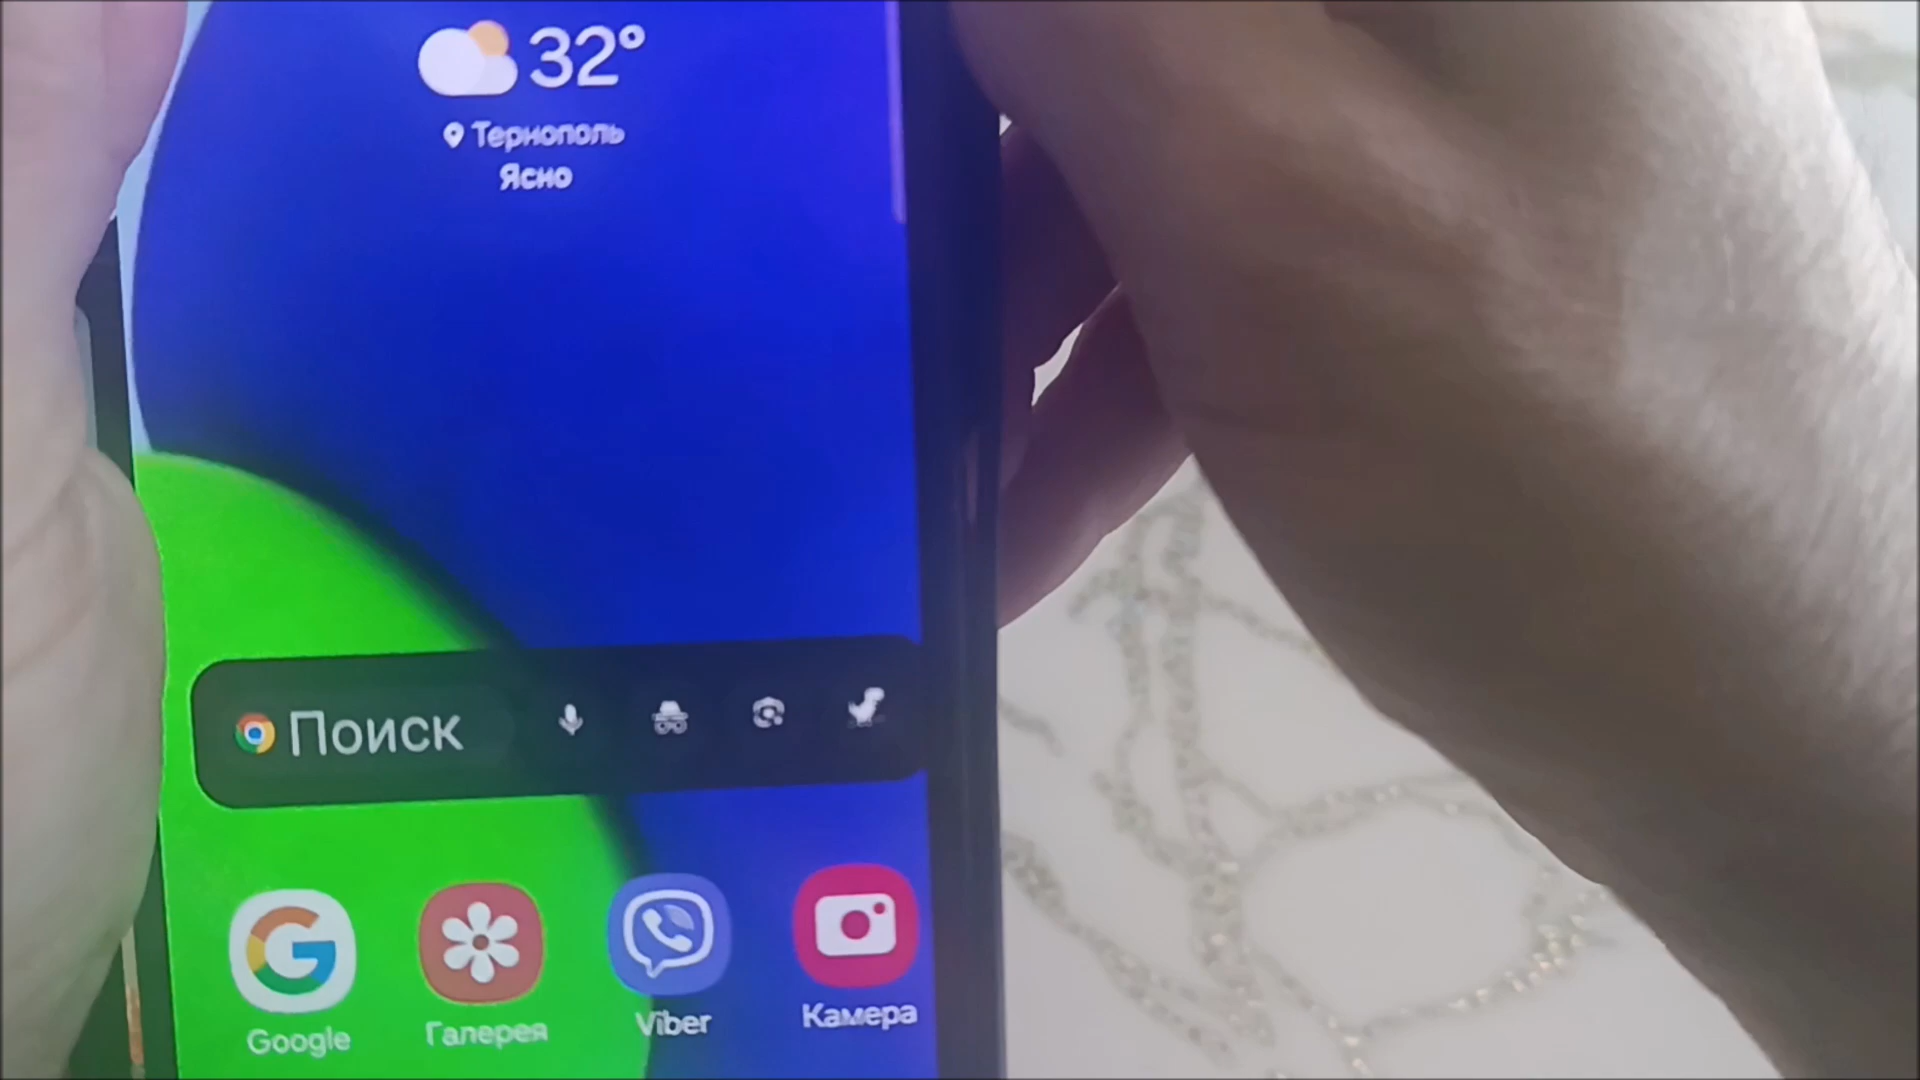 32°
Тернополь
Ясно
Поиск
Google
Галерея
Viber
Камера